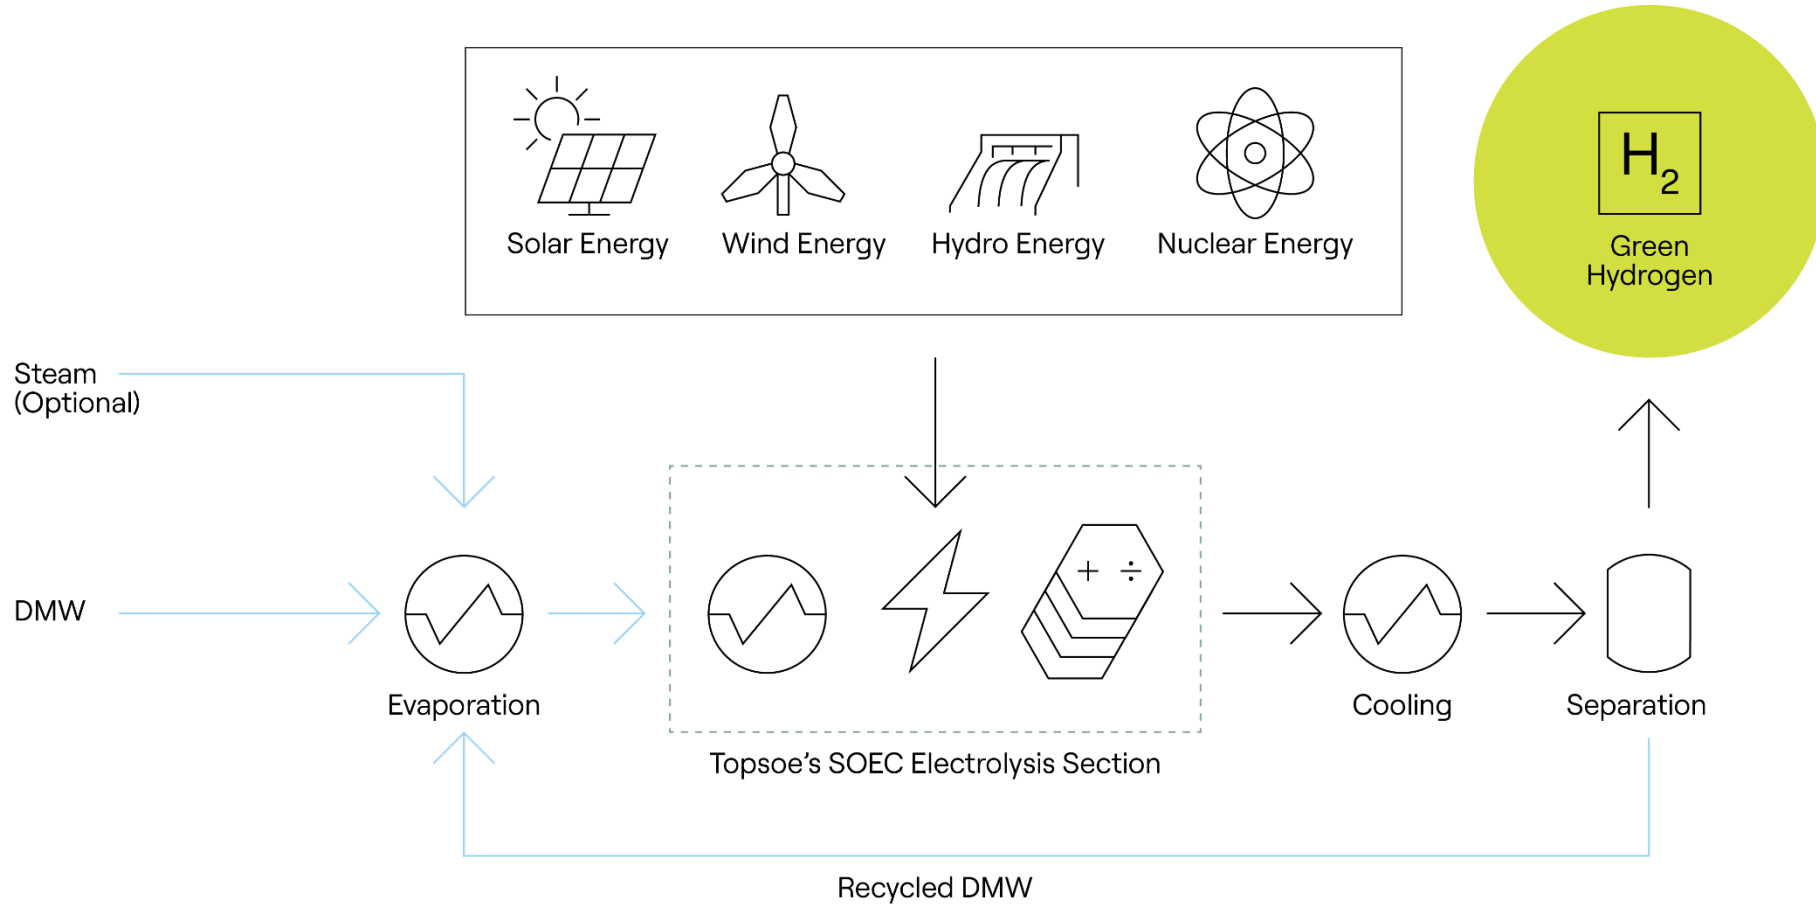 Solar Energy
Wind Energy
Hydro Energy
Nuclear Energy
H2
Green
Hydrogen
Steam
(Optional)
DMW
+ ÷
Evaporation
Cooling
Separation
Topsoe’s SOEC Electrolysis Section
Recycled DMW